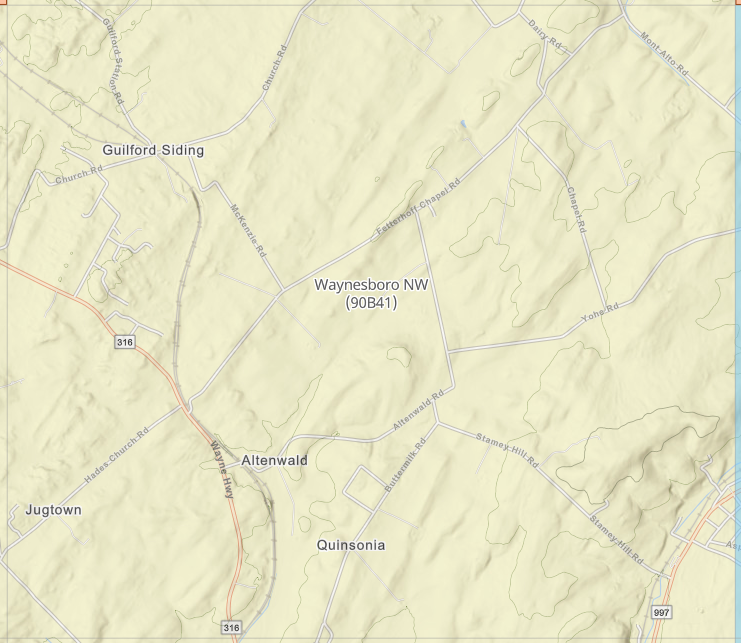 Guilford Station Rd
Church Rd
Dairy Rd
Mont Alto Rd
Guilford Siding
Church Rd
McKenzie Rd
Fetterhoff Chapel Rd
Chapel Rd
Waynesboro NW
(90B41)
Yohe Rd
316
Altenwald Rd
Hades Church Rd
Wayne Hwy
Altenwald
Buttermilk Rd
Stamey Hill Rd
Jugtown
Quinsonia
Stamey Hill Rd
997
316